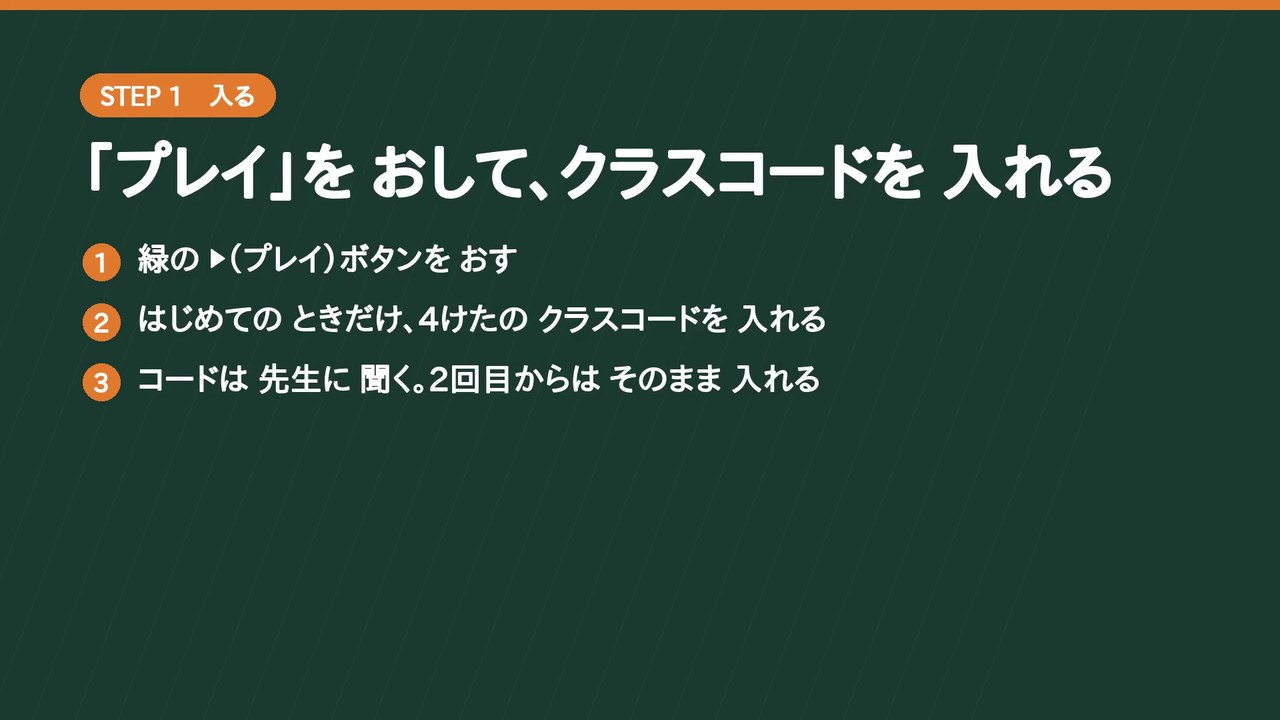 STEP 1　入る
「プレイ」を おして、クラスコードを 入れる
1 緑の ▶(プレイ)ボタンを おす
2 はじめての ときだけ、4けたの クラスコードを 入れる
3 コードは 先生に 聞く。2回目からは そのまま 入れる